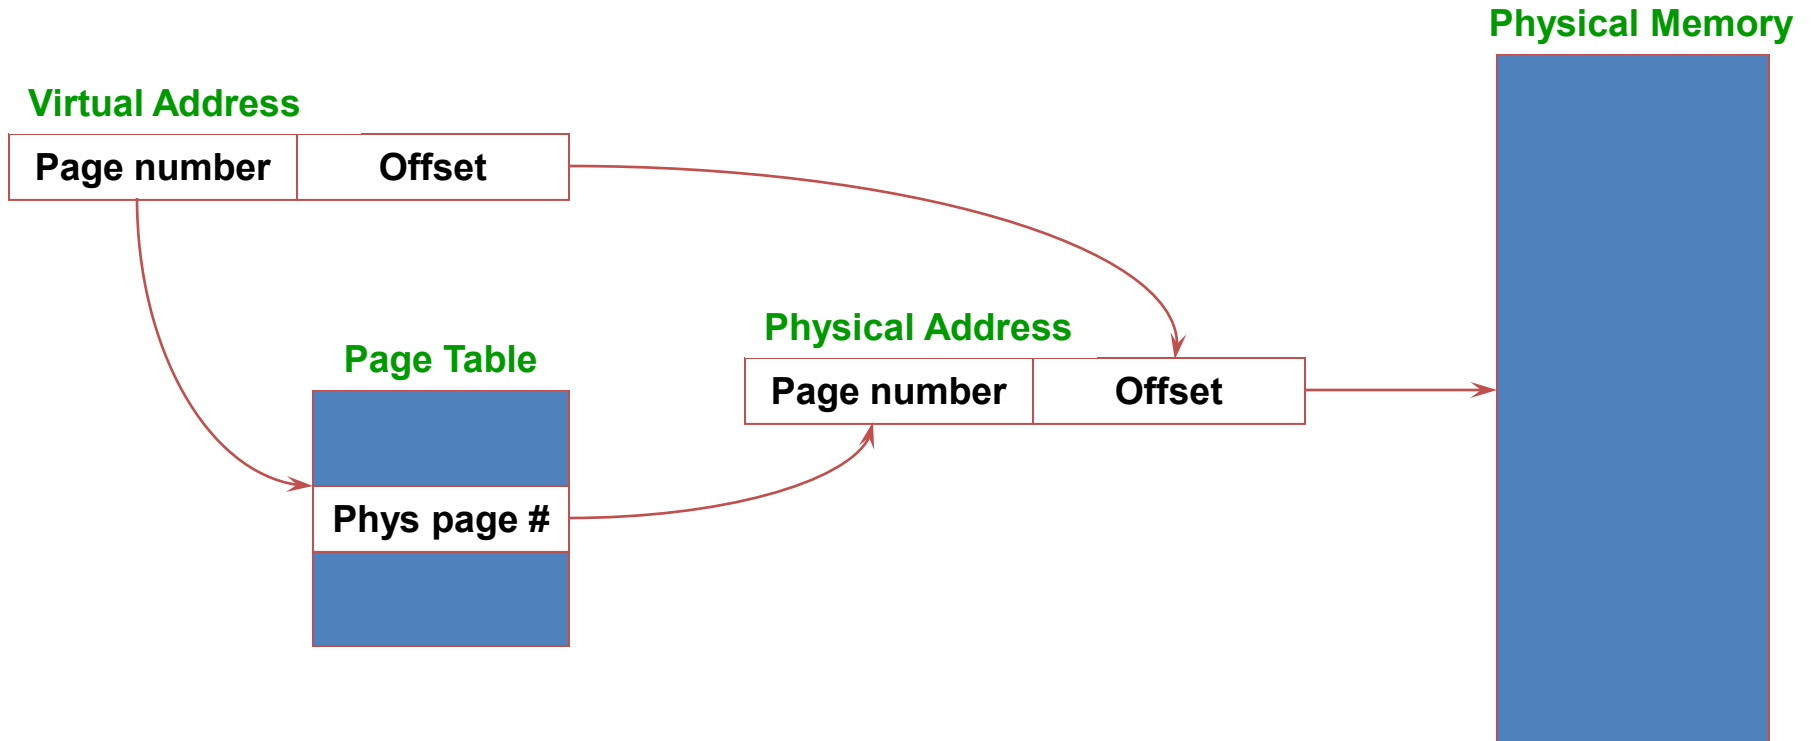 Physical Memory
Virtual Address
Page number Offset
Physical Address
Page Table
Page number Offset
Phys page #